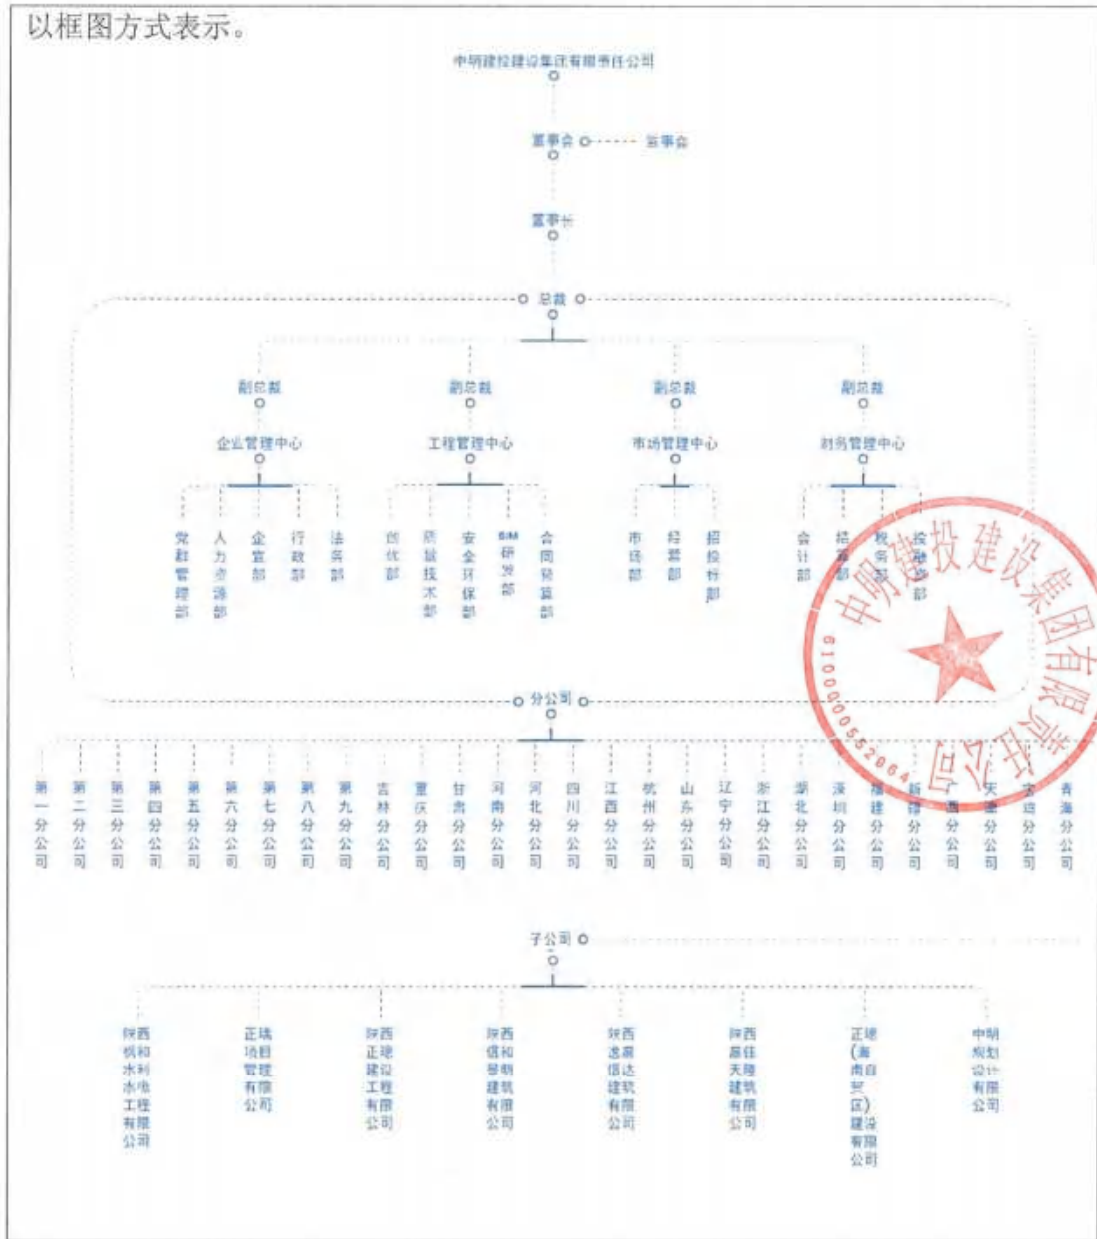 以框图方式表示。
中明建投建设集团有限责任公司
董事会
监事会
董事长
总裁
副总裁
副总裁
副总裁
副总裁
企业管理中心
工程管理中心
市场管理中心
财务管理中心
党群管理部
人力资源部
企宣部
行政部
法务部
创优部
质量技术部
安全环保部
BIM研发部
合同预算部
市场部
经营部
招投标部
会计部
结算部
税务部
投融资部
中明建投建设集团有限责任公司
6100000552064
分公司
第一分公司
第二分公司
第三分公司
第四分公司
第五分公司
第六分公司
第七分公司
第八分公司
第九分公司
吉林分公司
重庆分公司
甘肃分公司
河南分公司
河北分公司
四川分公司
江西分公司
杭州分公司
山东分公司
辽宁分公司
浙江分公司
湖北分公司
深圳分公司
福建分公司
新疆分公司
分公司
天津分公司
宝鸡分公司
青海分公司
子公司
陕西枫和水利水电工程有限公司
正瑞项目管理有限公司
陕西正璁建设工程有限公司
陕西信和景明建筑有限公司
陕西信达建筑有限公司
陕西天隆建筑有限公司
正璁(海南自贸区)建设有限公司
中明规划设计有限公司